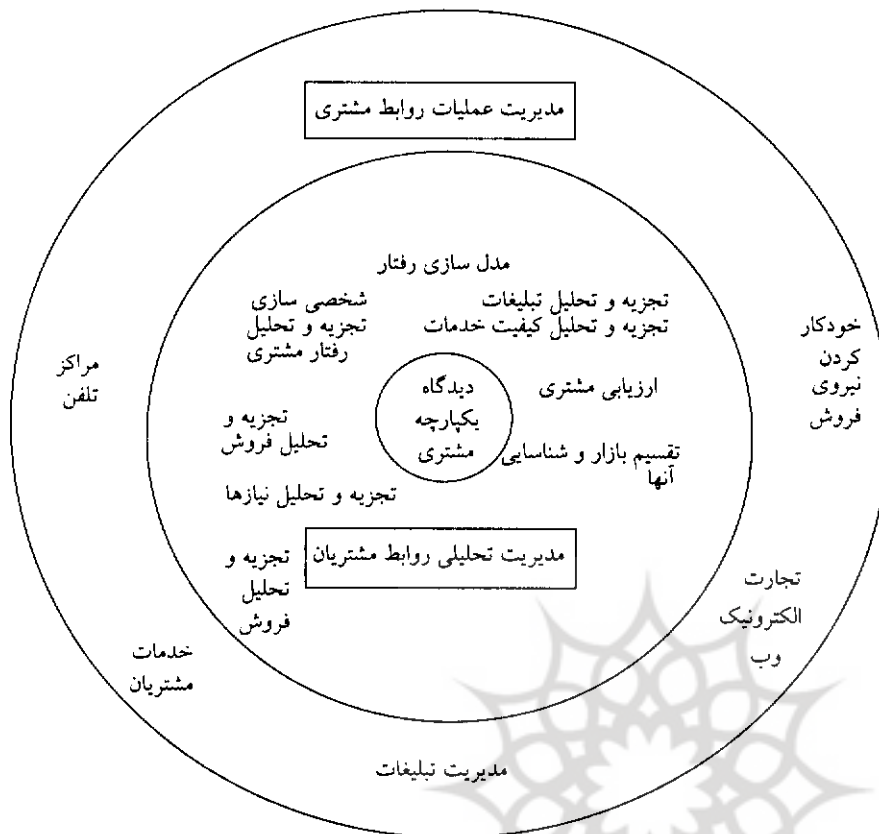 مدیریت عملیات روابط مشتری
مدل سازی رفتار
تجزیه و تحلیل تبلیغات
تجزیه و تحلیل کیفیت خدمات
شخصی سازی
تجزیه و تحلیل
رفتار مشتری
خودکار
کردن
نیروی
فروش
مراکز
تلفن
ارزیابی مشتری
دیدگاه
یکپارچه
مشتری
تجزیه و
تحلیل فروش
تقسیم بازار و شناسایی
آنها
تجزیه و تحلیل نیازها
مدیریت تحلیلی روابط مشتریان
تجزیه و
تحلیل
فروش
تجارت
الکترونیک
وب
خدمات
مشتریان
مدیریت تبلیغات